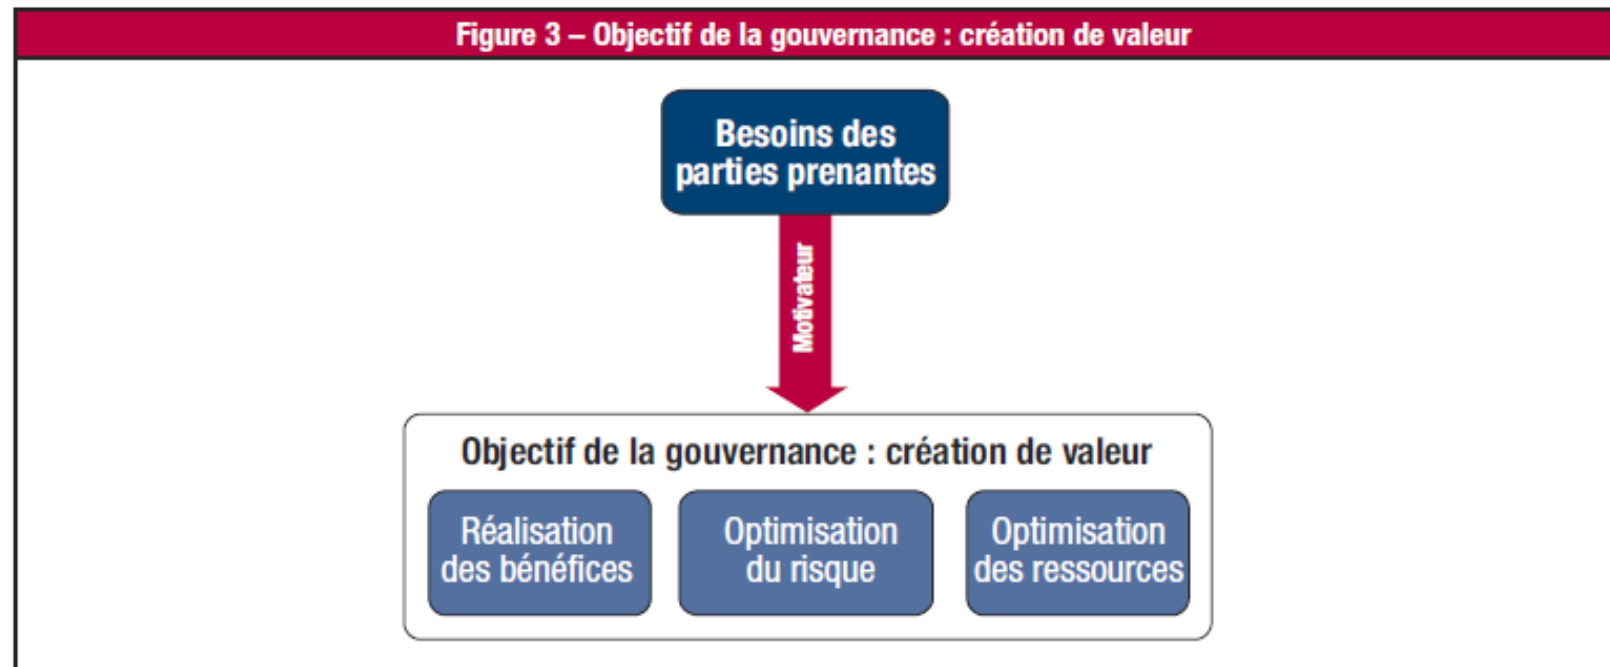 Figure 3 – Objectif de la gouvernance : création de valeur
Besoins des
parties prenantes
Motivateur
Objectif de la gouvernance : création de valeur
Réalisation
des bénéfices
Optimisation
du risque
Optimisation
des ressources